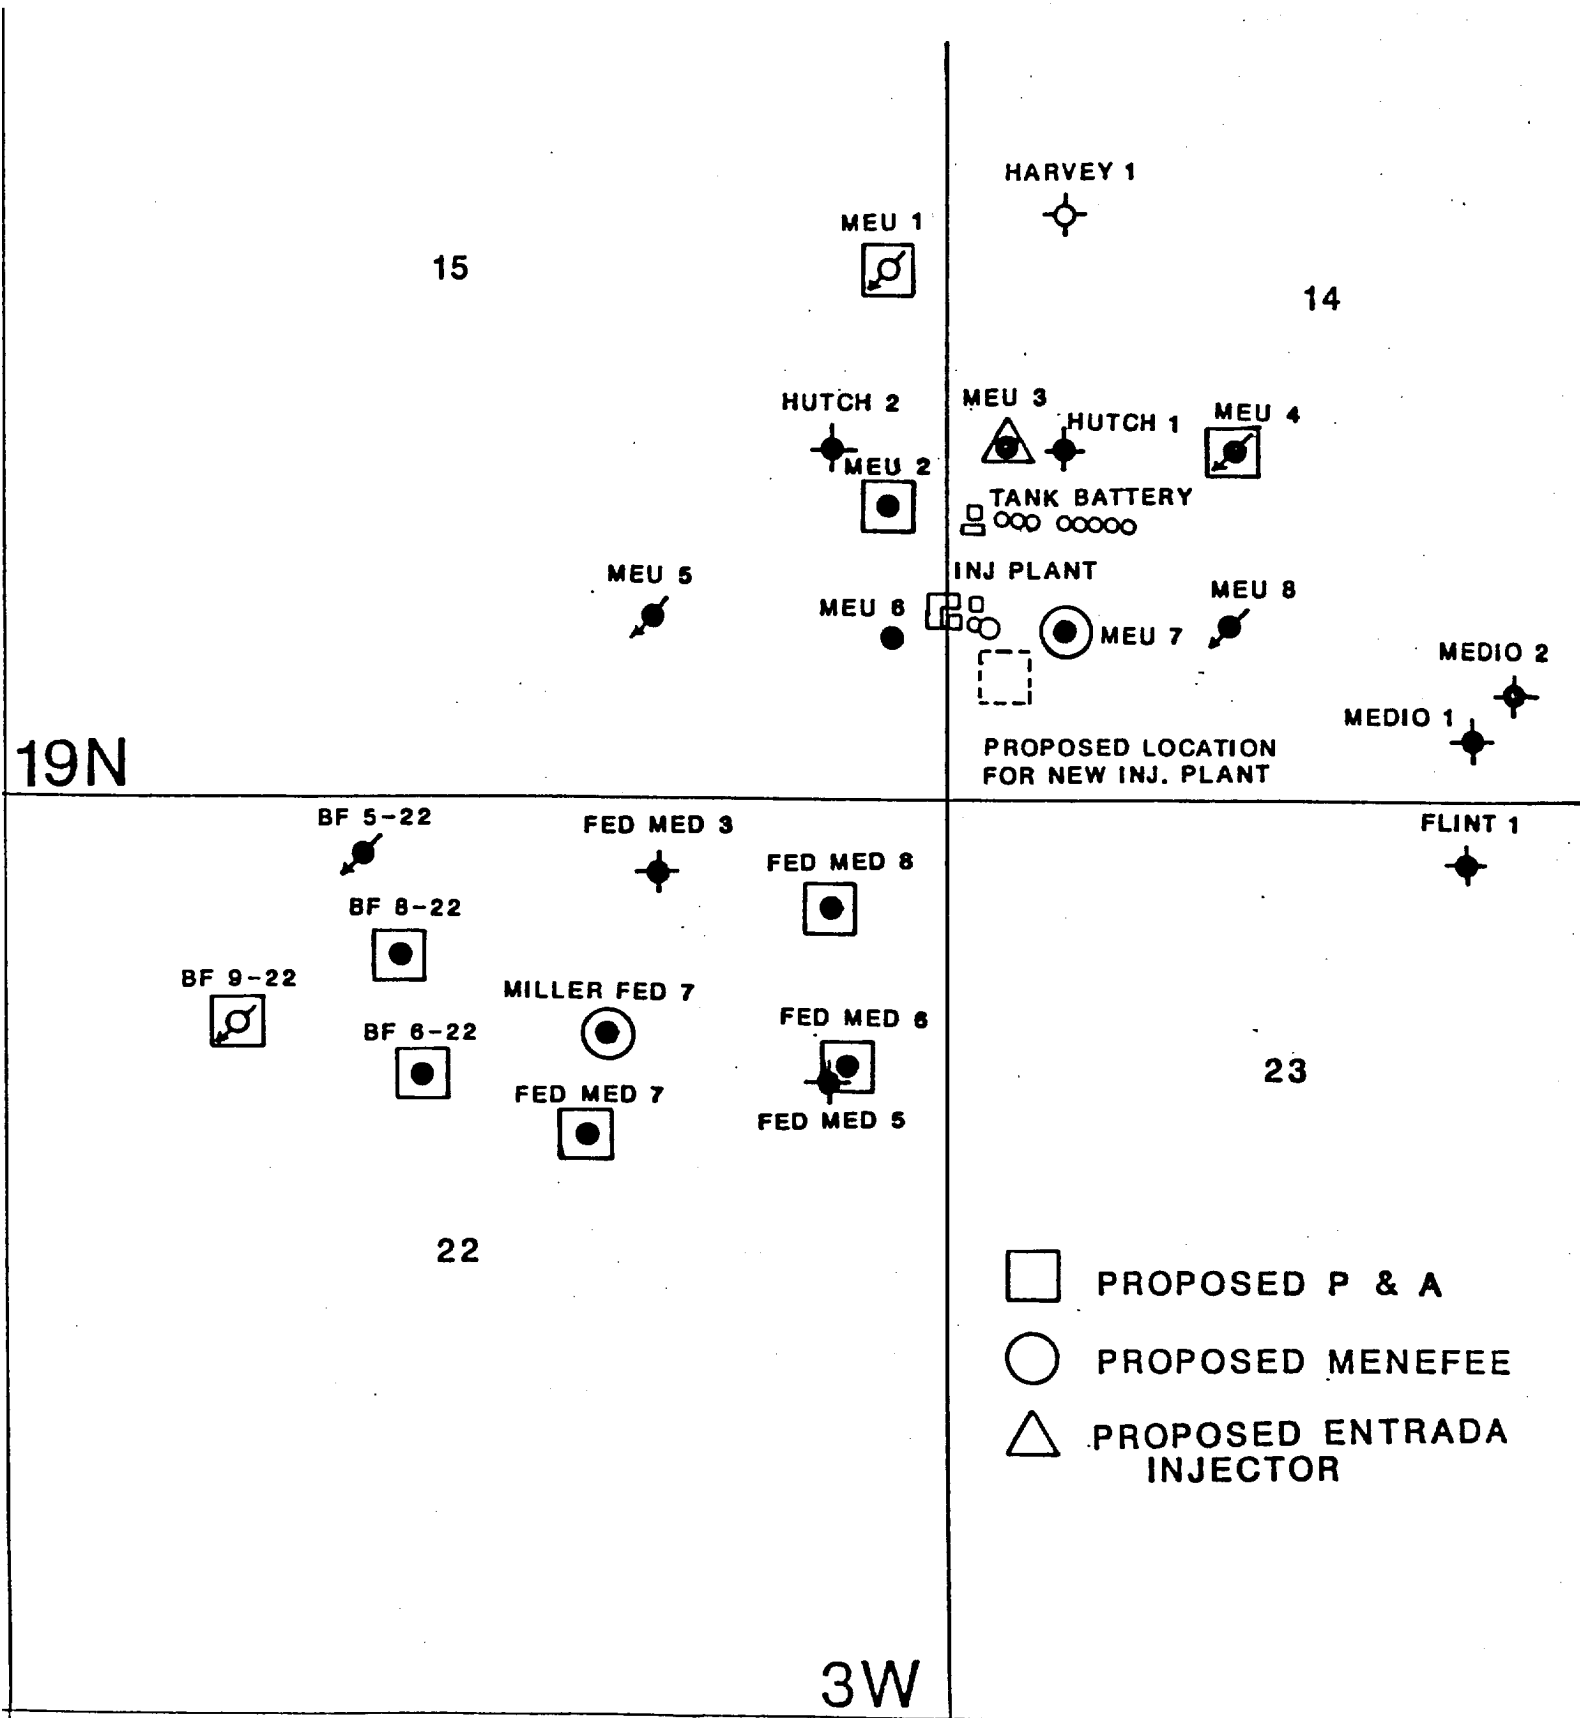 HARVEY 1
MEU 1
15
14
HUTCH 2
MEU 3
HUTCH 1
MEU 4
MEU 2
TANK BATTERY
MEU 5
INJ PLANT
MEU 6
MEU 7
MEU 8
MEDIO 2
MEDIO 1
PROPOSED LOCATION
FOR NEW INJ. PLANT
19N
BF 5-22
FED MED 3
FLINT 1
FED MED 8
BF 8-22
BF 9-22
MILLER FED 7
FED MED 6
BF 6-22
23
FED MED 7
FED MED 5
22
PROPOSED P & A
PROPOSED MENEFEE
PROPOSED ENTRADA
INJECTOR
3W